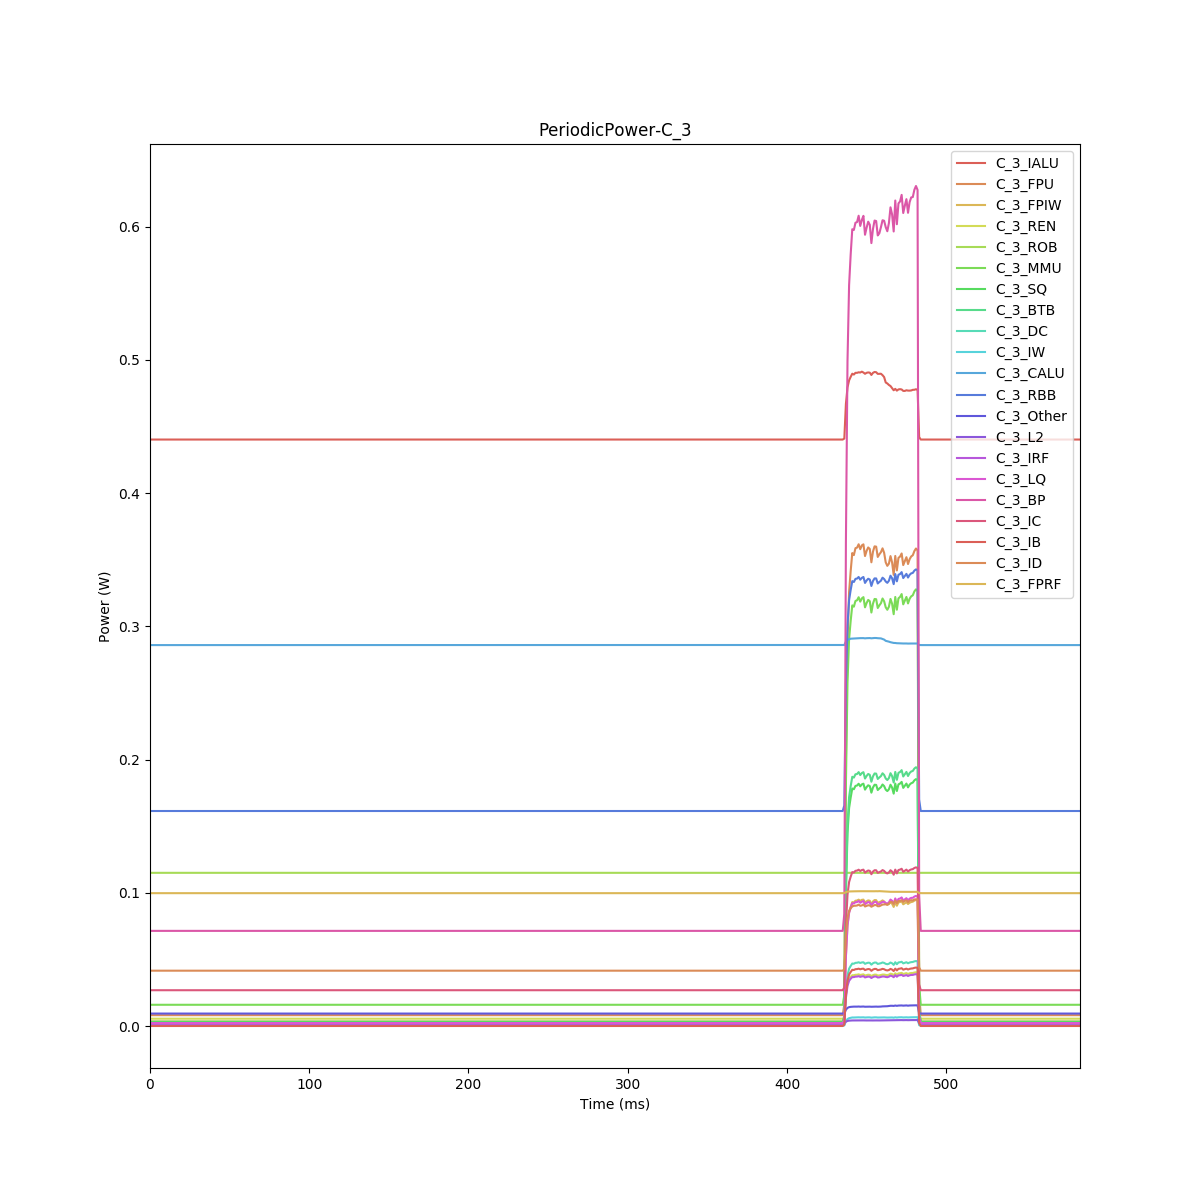 PeriodicPower-C_3
C_3_IALU
C_3_FPU
C_3_FPIW
C_3_REN
C_3_ROB
C_3_MMU
C_3_SQ
C_3_BTB
C_3_DC
C_3_IW
C_3_CALU
C_3_RBB
C_3_Other
C_3_L2
C_3_IRF
C_3_LQ
C_3_BP
C_3_IC
C_3_IB
C_3_ID
C_3_FPRF
0.6
0.5
0.4
0.3
0.2
0.1
0.0
Power (W)
0 100 200 300 400 500
Time (ms)